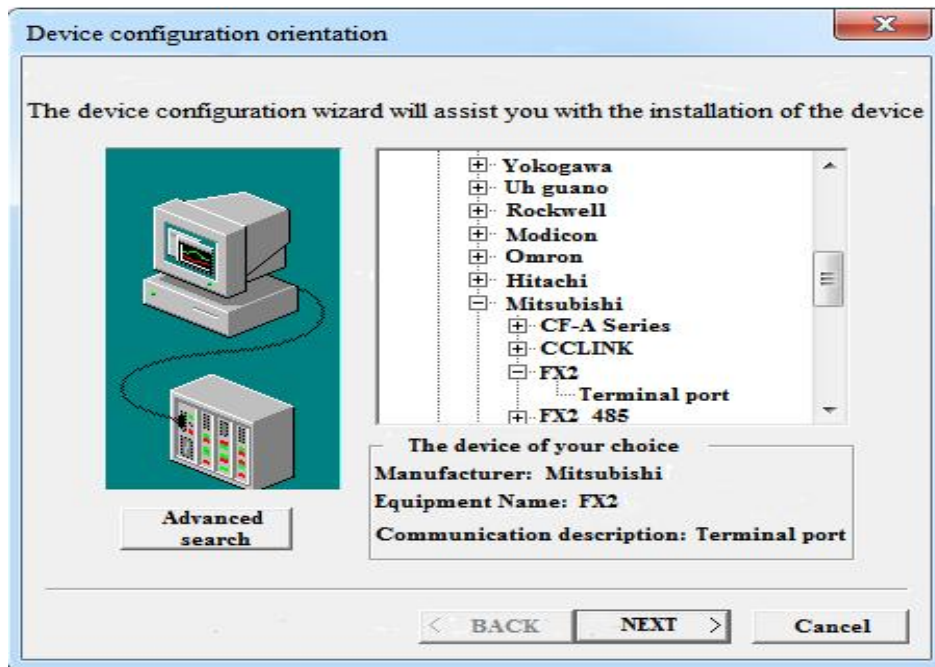 Device configuration orientation
The device configuration wizard will assist you with the installation of the device
Yokogawa
Uh guano
Rockwell
Modicon
Omron
Hitachi
Mitsubishi
CF-A Series
CCLINK
FX2
Terminal port
FX2 485
The device of your choice
Manufacturer: Mitsubishi
Equipment Name: FX2
Communication description: Terminal port
Advanced
search
< BACK
NEXT >
Cancel